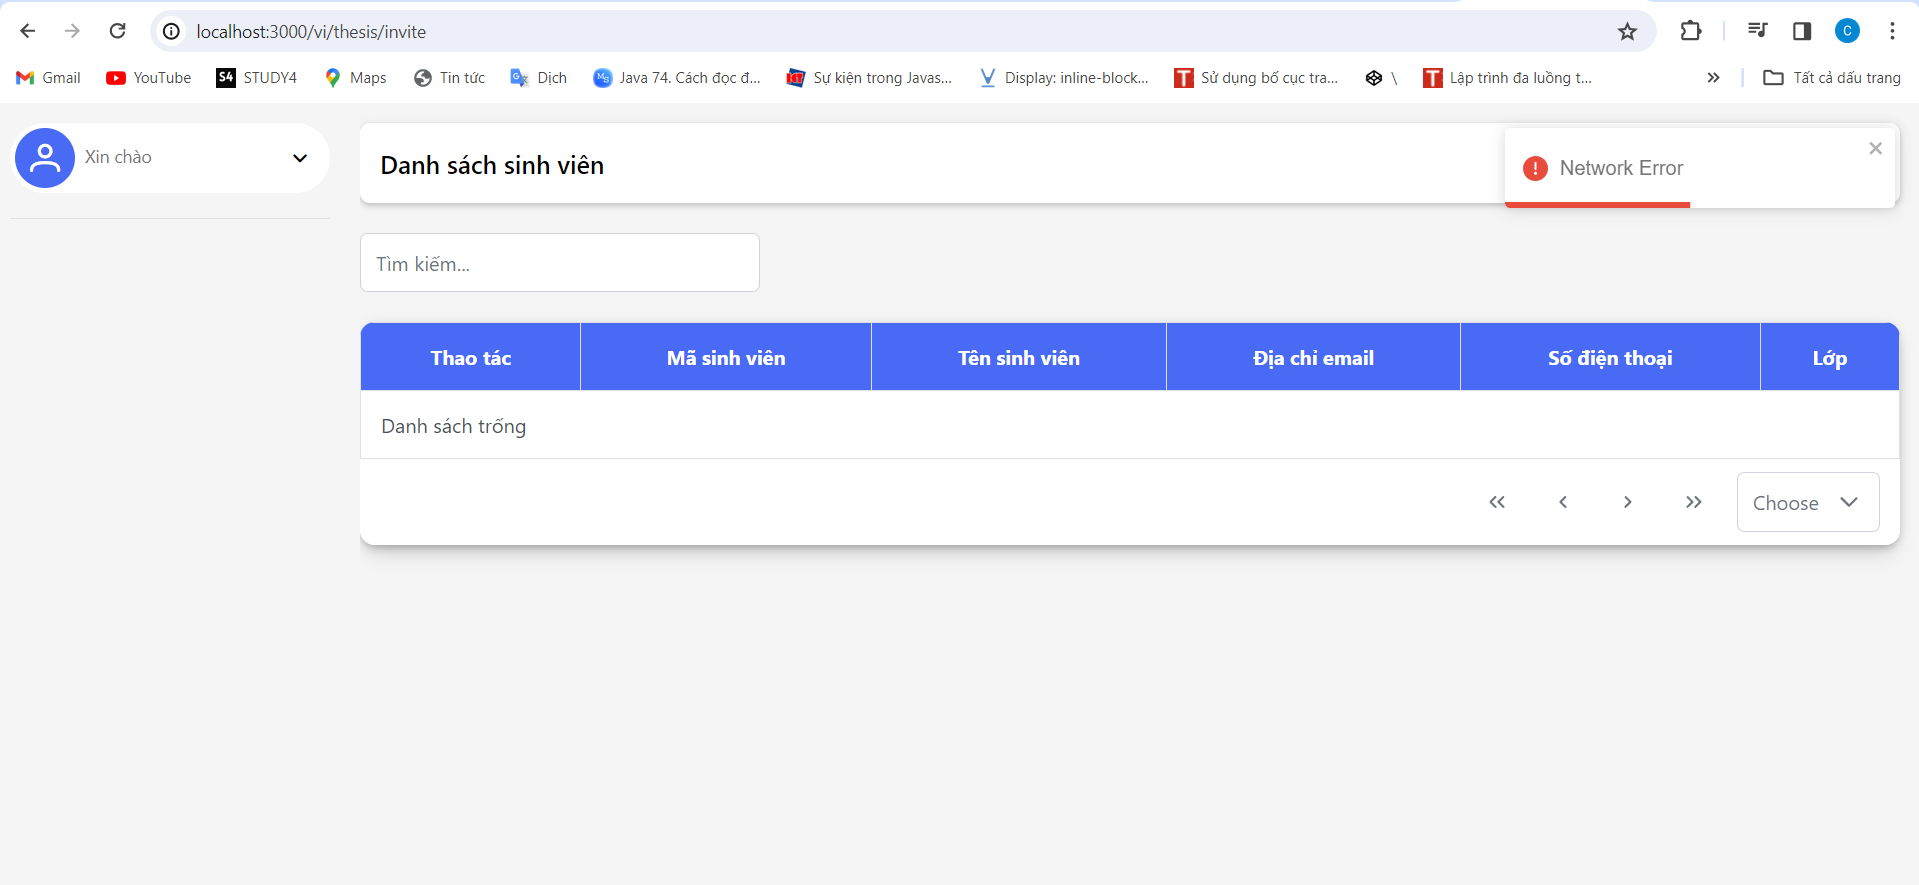 localhost:3000/vi/thesis/invite
Gmail YouTube S4 STUDY4 Maps Tin tức Dịch Java 74. Cách đọc đ... Sự kiện trong Javas... Display: inline-block... Sử dụng bố cục tra... \ Lập trình đa luồng t... Tất cả dấu trang
Xin chào
Danh sách sinh viên
Network Error
Tìm kiếm...
Thao tác Mã sinh viên Tên sinh viên Địa chỉ email Số điện thoại Lớp
Danh sách trống
Choose